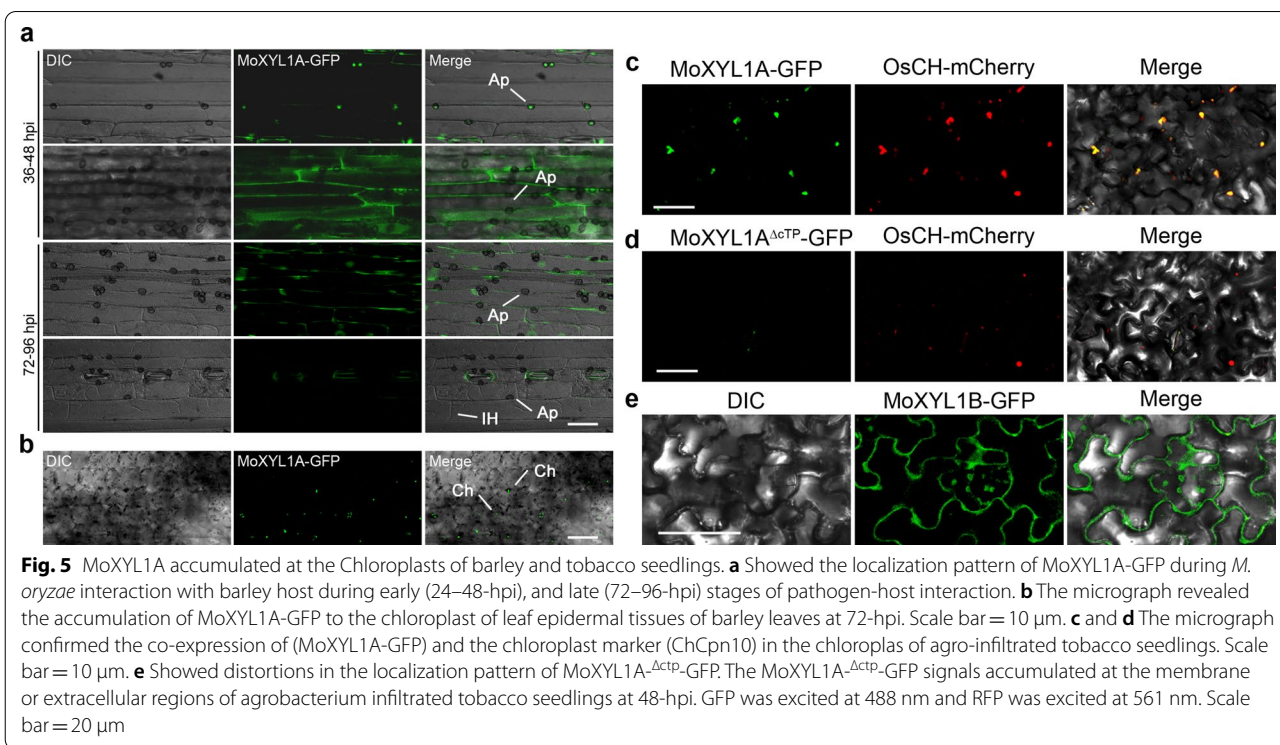 a
36-48 hpi
DIC
MoXYL1A-GFP
Merge
Ap
Ap
72-96 hpi
Ap
IH
Ap
b
DIC
MoXYL1A-GFP
Merge
Ch
Ch
c
MoXYL1A-GFP
OsCH-mCherry
Merge
d
MoXYL1AΔcTP-GFP
OsCH-mCherry
Merge
e
DIC
MoXYL1B-GFP
Merge
Fig. 5 MoXYL1A accumulated at the Chloroplasts of barley and tobacco seedlings. a Showed the localization pattern of MoXYL1A-GFP during M.
oryzae interaction with barley host during early (24–48-hpi), and late (72–96-hpi) stages of pathogen-host interaction. b The micrograph revealed
the accumulation of MoXYL1A-GFP to the chloroplast of leaf epidermal tissues of barley leaves at 72-hpi. Scale bar = 10 μm. c and d The micrograph
confirmed the co-expression of (MoXYL1A-GFP) and the chloroplast marker (ChCpn10) in the chloroplas of agro-infiltrated tobacco seedlings. Scale
bar = 10 μm. e Showed distortions in the localization pattern of MoXYL1A-Δctp-GFP. The MoXYL1A-Δctp-GFP signals accumulated at the membrane
or extracellular regions of agrobacterium infiltrated tobacco seedlings at 48-hpi. GFP was excited at 488 nm and RFP was excited at 561 nm. Scale
bar = 20 μm